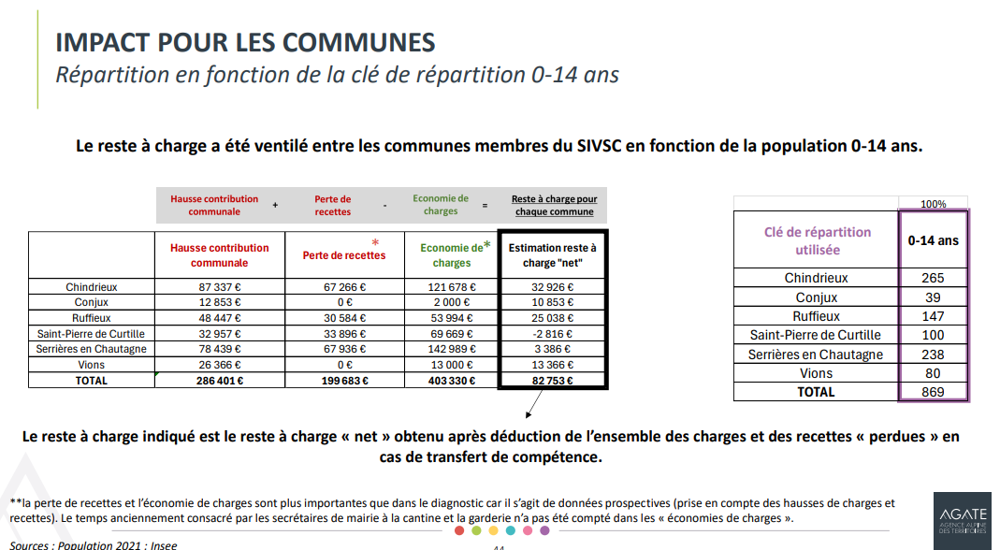 IMPACT POUR LES COMMUNES
Répartition en fonction de la clé de répartition 0-14 ans
Le reste à charge a été ventilé entre les communes membres du SIVSC en fonction de la population 0-14 ans.
Hausse contribution communale + Perte de recettes - Economie de charges = Reste à charge pour chaque commune
Hausse contribution communale Perte de recettes * Economie de charges * Estimation reste à charge "net"
Chindrieux 87 337 € 67 266 € 121 678 € 32 926 €
Conjux 12 853 € 0 € 2 000 € 10 853 €
Ruffieux 48 447 € 30 584 € 53 994 € 25 038 €
Saint-Pierre de Curtille 32 957 € 33 896 € 69 669 € -2 816 €
Serrières en Chautagne 78 439 € 67 936 € 142 989 € 3 386 €
Vions 26 366 € 0 € 13 000 € 13 366 €
TOTAL 286 401 € 199 683 € 403 330 € 82 753 €
100%
Clé de répartition utilisée 0-14 ans
Chindrieux 265
Conjux 39
Ruffieux 147
Saint-Pierre de Curtille 100
Serrières en Chautagne 238
Vions 80
TOTAL 869
Le reste à charge indiqué est le reste à charge « net » obtenu après déduction de l'ensemble des charges et des recettes « perdues » en
cas de transfert de compétence.
**la perte de recettes et l'économie de charges sont plus importantes que dans le diagnostic car il s'agit de données prospectives (prise en compte des hausses de charges et
recettes). Le temps anciennement consacré par les secrétaires de mairie à la cantine et la garderie n'a pas été compté dans les « économies de charges ».
AGATE
AGENCE ALPINE
DES TERRITOIRES
Sources : Population 2021 : Insee
44